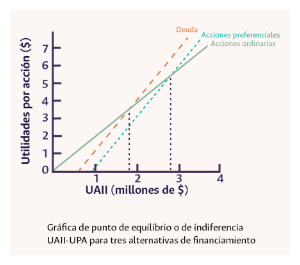 Deuda
Acciones preferenciales
Acciones ordinarias
Utilidades por acción ($)
7
6
5
4
3
2
1
0
0
1
2
3
4
UAII (millones de $)
Gráfica de punto de equilibrio o de indiferencia
UAII-UPA para tres alternativas de financiamiento